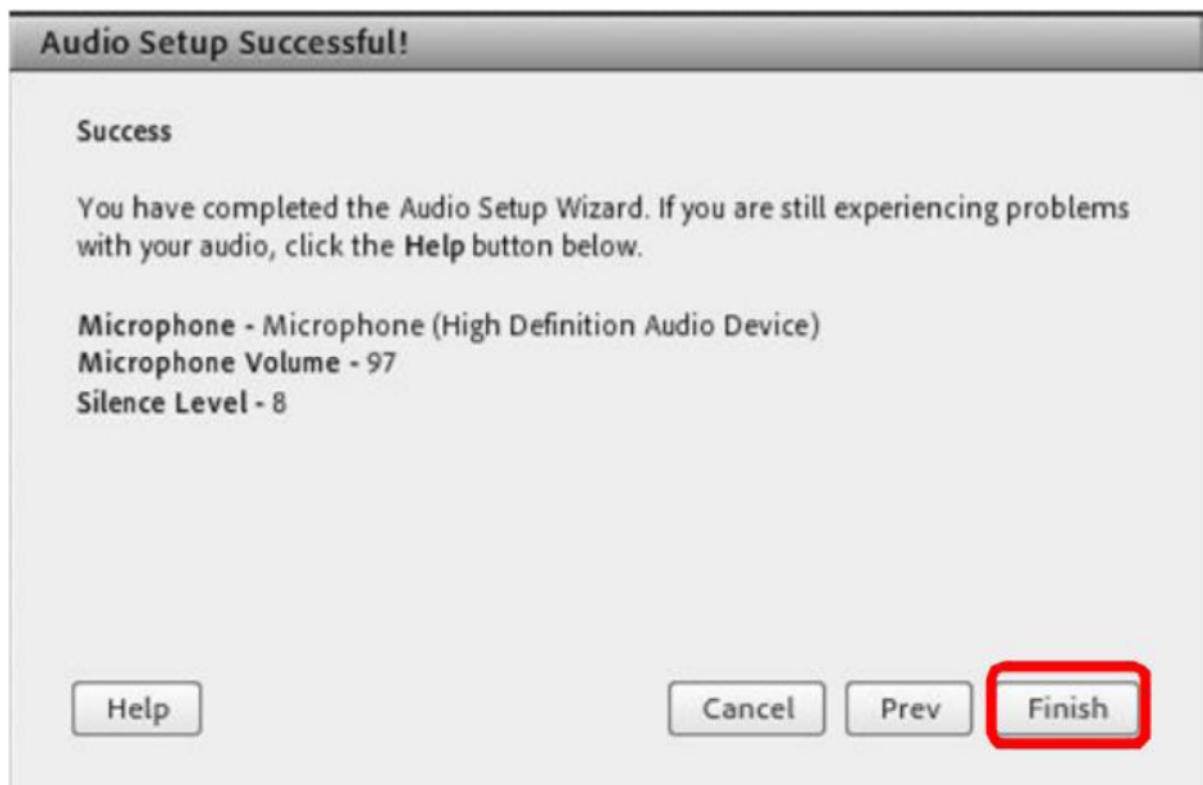 Audio Setup Successful!
Success
You have completed the Audio Setup Wizard. If you are still experiencing problems
with your audio, click the Help button below.
Microphone - Microphone (High Definition Audio Device)
Microphone Volume - 97
Silence Level - 8
Help Cancel Prev Finish